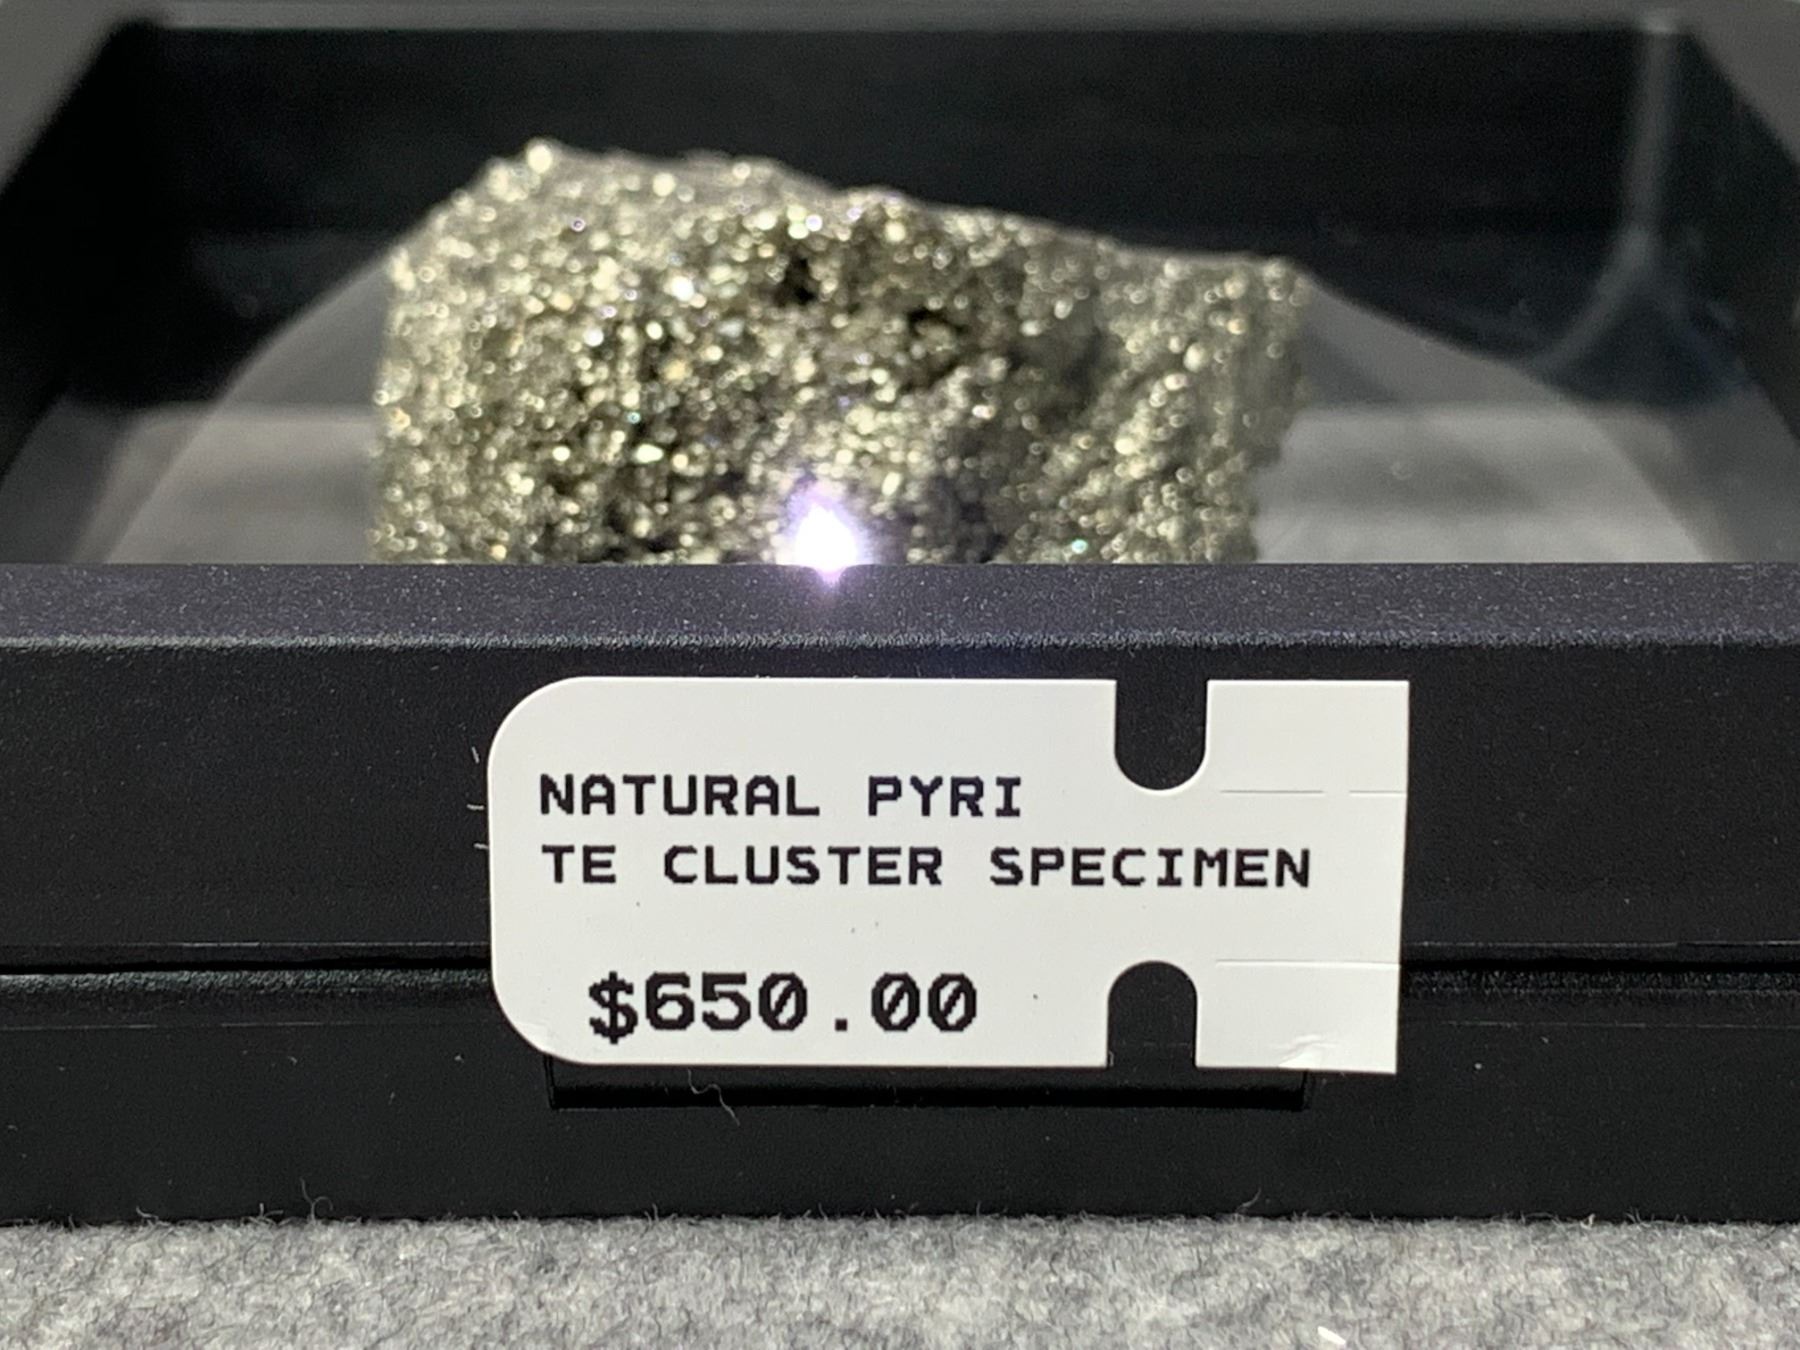 NATURAL PYRI
TE CLUSTER SPECIMEN
$650.00